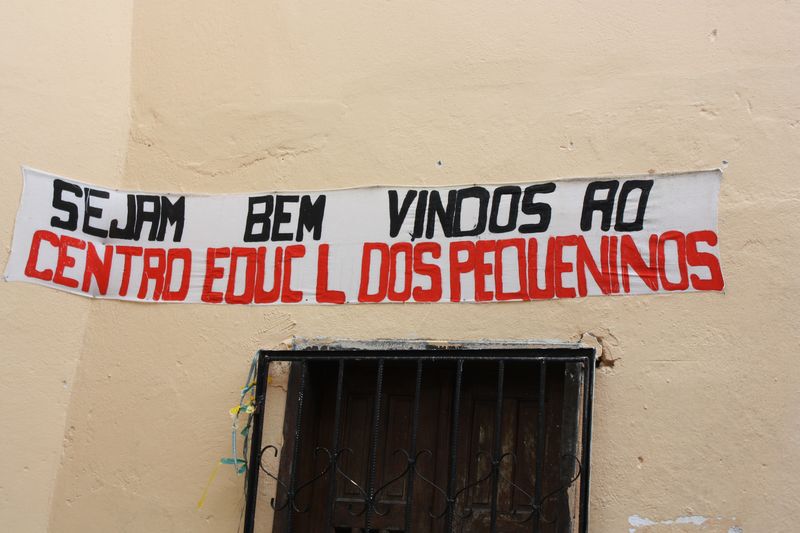 SEJAM BEM VINDOS AO
CENTRO EDUC L DOS PEQUENINOS